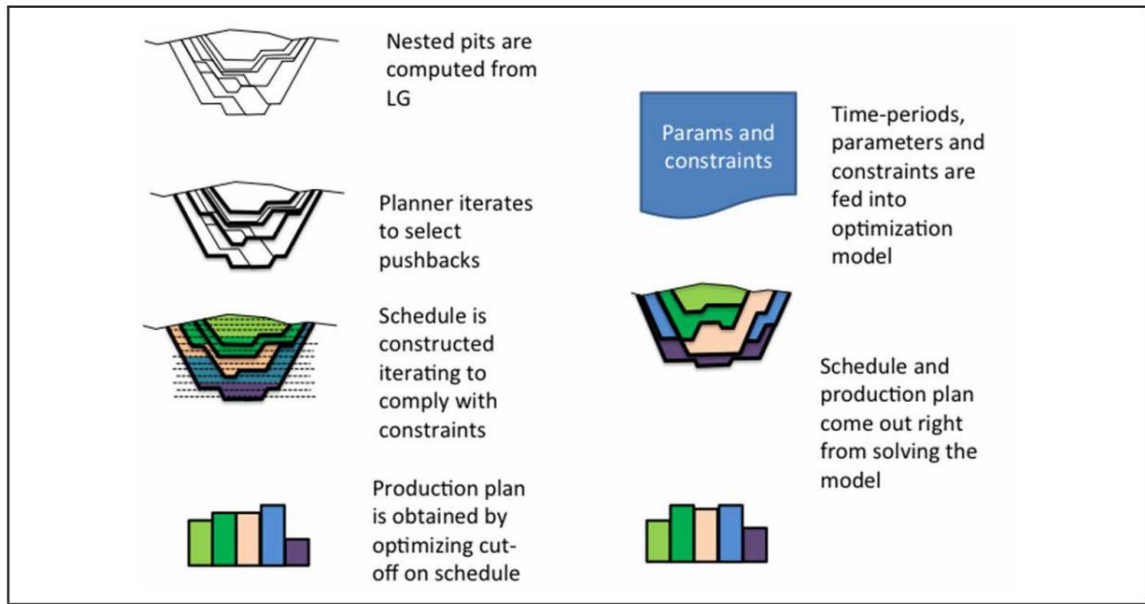 Nested pits are
computed from
LG
Planner iterates
to select
pushbacks
Schedule is
constructed
iterating to
comply with
constraints
Production plan
is obtained by
optimizing cut-
off on schedule
Params and
constraints
Time-periods,
parameters and
constraints are
fed into
optimization
model
Schedule and
production plan
come out right
from solving the
model